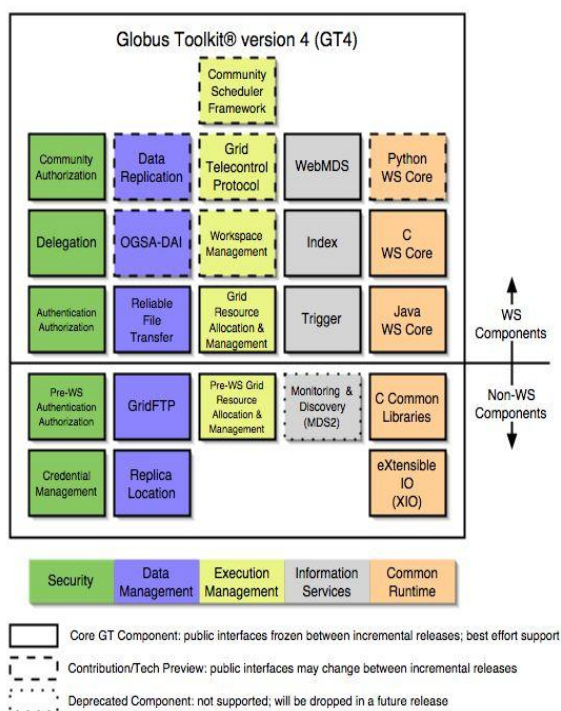 Globus Toolkit® version 4 (GT4)
Community
Scheduler
Framework
Community
Authorization
Data
Replication
Grid
Telecontrol
Protocol
WebMDS
Python
WS Core
Delegation
OGSA-DAI
Workspace
Management
Index
C
WS Core
Authentication
Authorization
Reliable
File
Transfer
Grid
Resource
Allocation &
Management
Trigger
Java
WS Core
WS
Components
Pre-WS
Authentication
Authorization
GridFTP
Pre-WS Grid
Resource
Allocation &
Management
Monitoring &
Discovery
(MDS2)
C Common
Libraries
Non-WS
Components
Credential
Management
Replica
Location
eXtensible
IO
(XIO)
Security
Data
Management
Execution
Management
Information
Services
Common
Runtime
Core GT Component: public interfaces frozen between incremental releases; best effort support
Contribution/Tech Preview: public interfaces may change between incremental releases
Deprecated Component: not supported; will be dropped in a future release